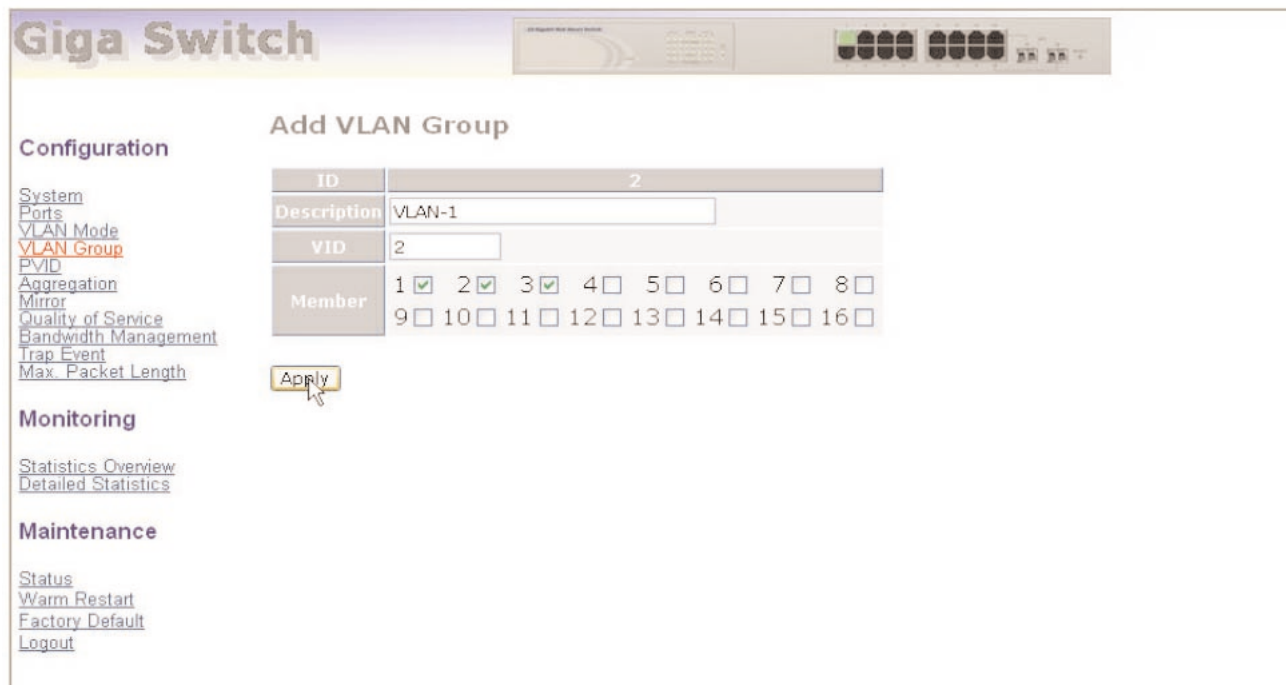 Giga Switch
Configuration
System
Ports
VLAN Mode
VLAN Group
PVID
Aggregation
Mirror
Quality of Service
Bandwidth Management
Trap Event
Max. Packet Length
Monitoring
Statistics Overview
Detailed Statistics
Maintenance
Status
Warm Restart
Factory Default
Logout
Add VLAN Group
ID 2
Description VLAN-1
VID 2
Member
1 2 3 4 5 6 7 8
9 10 11 12 13 14 15 16
Apply